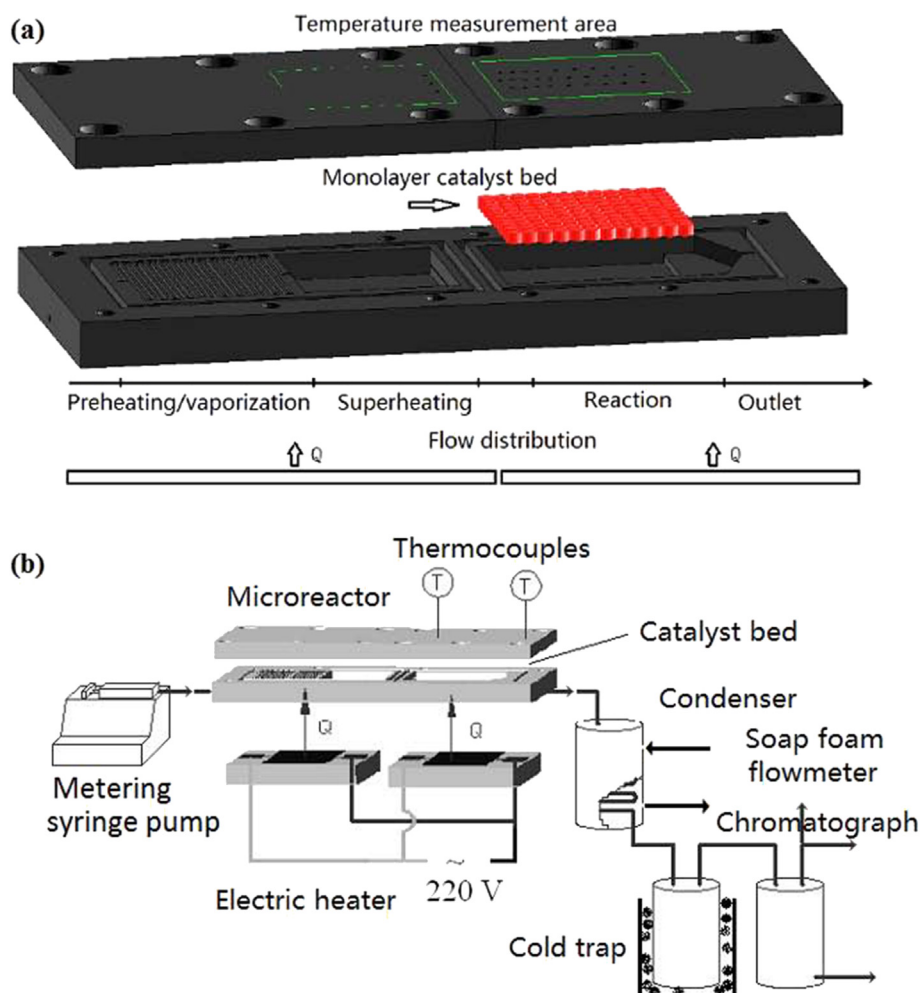 (a)
Temperature measurement area
Monolayer catalyst bed
Preheating/vaporization
Superheating
Reaction
Outlet
Flow distribution
Q
Q
(b)
Thermocouples
T
T
Microreactor
Catalyst bed
Condenser
Q
Q
Soap foam
flowmeter
Metering
syringe pump
Chromatograph
~
220 V
Electric heater
Cold trap